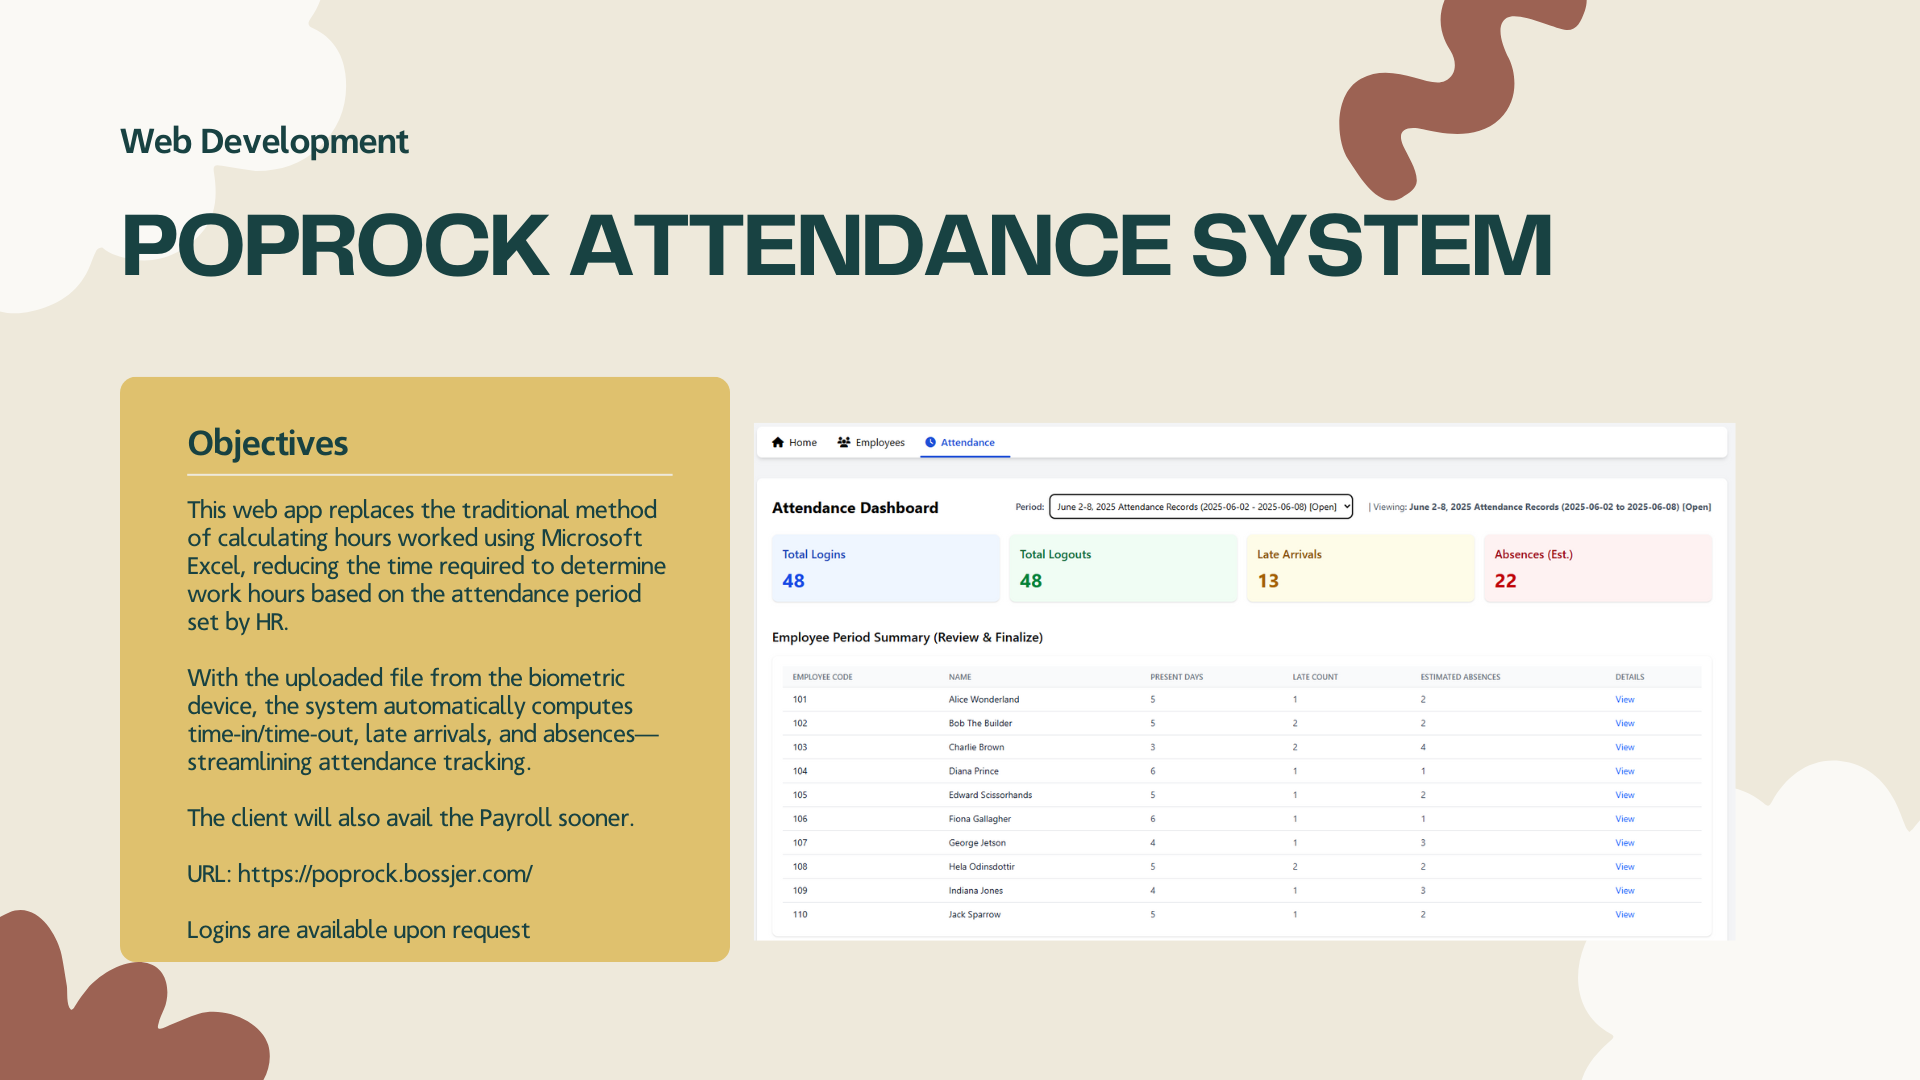 Web Development
POPROCK ATTENDANCE SYSTEM
Objectives
This web app replaces the traditional method
of calculating hours worked using Microsoft
Excel, reducing the time required to determine
work hours based on the attendance period
set by HR.
With the uploaded file from the biometric
device, the system automatically computes
time-in/time-out, late arrivals, and absences—
streamlining attendance tracking.
The client will also avail the Payroll sooner.
URL: https://poprock.bossjer.com/
Logins are available upon request
Home Employees Attendance
Attendance Dashboard Period: June 2-8, 2025 Attendance Records (2025-06-02 - 2025-06-08) [Open] | Viewing: June 2-8, 2025 Attendance Records (2025-06-02 to 2025-06-08) [Open]
Total Logins Total Logouts Late Arrivals Absences (Est.)
48 48 13 22
Employee Period Summary (Review & Finalize)
EMPLOYEE CODE NAME PRESENT DAYS LATE COUNT ESTIMATED ABSENCES DETAILS
101 Alice Wonderland 5 1 2 View
102 Bob The Builder 5 2 2 View
103 Charlie Brown 3 2 4 View
104 Diana Prince 6 1 1 View
105 Edward Scissorhands 5 1 2 View
106 Fiona Gallagher 6 1 1 View
107 George Jetson 4 1 3 View
108 Hela Odinsdottir 5 2 2 View
109 Indiana Jones 4 1 3 View
110 Jack Sparrow 5 1 2 View